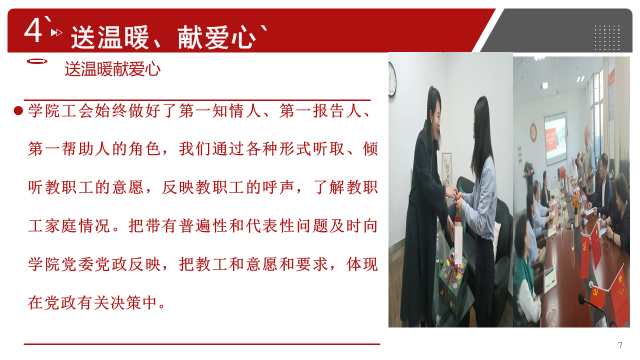 4` 送温暖、献爱心`
送温暖献爱心
学院工会始终做好了第一知情人、第一报告人、
第一帮助人的角色，我们通过各种形式听取、倾
听教职工的意愿，反映教职工的呼声，了解教职
工家庭情况。把带有普遍性和代表性问题及时向
学院党委党政反映，把教工和意愿和要求，体现
在党政有关决策中。
7